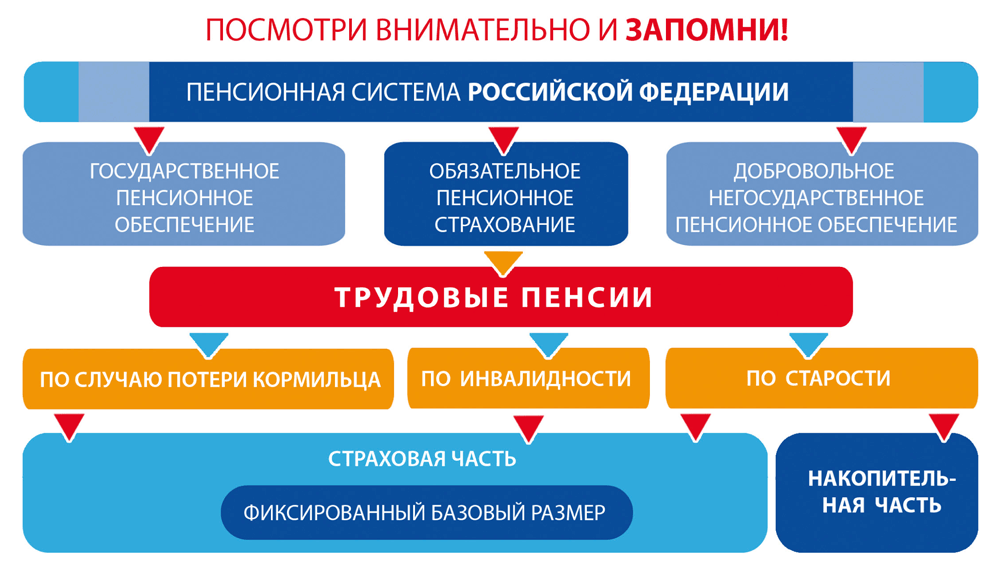 ПОСМОТРИ ВНИМАТЕЛЬНО И ЗАПОМНИ!
ПЕНСИОННАЯ СИСТЕМА РОССИЙСКОЙ ФЕДЕРАЦИИ
ГОСУДАРСТВЕННОЕ
ПЕНСИОННОЕ
ОБЕСПЕЧЕНИЕ
ОБЯЗАТЕЛЬНОЕ
ПЕНСИОННОЕ
СТРАХОВАНИЕ
ДОБРОВОЛЬНОЕ
НЕГОСУДАРСТВЕННОЕ
ПЕНСИОННОЕ ОБЕСПЕЧЕНИЕ
ТРУДОВЫЕ ПЕНСИИ
ПО СЛУЧАЮ ПОТЕРИ КОРМИЛЬЦА
ПО ИНВАЛИДНОСТИ
ПО СТАРОСТИ
СТРАХОВАЯ ЧАСТЬ
ФИКСИРОВАННЫЙ БАЗОВЫЙ РАЗМЕР
НАКОПИТЕЛЬ-
НАЯ ЧАСТЬ